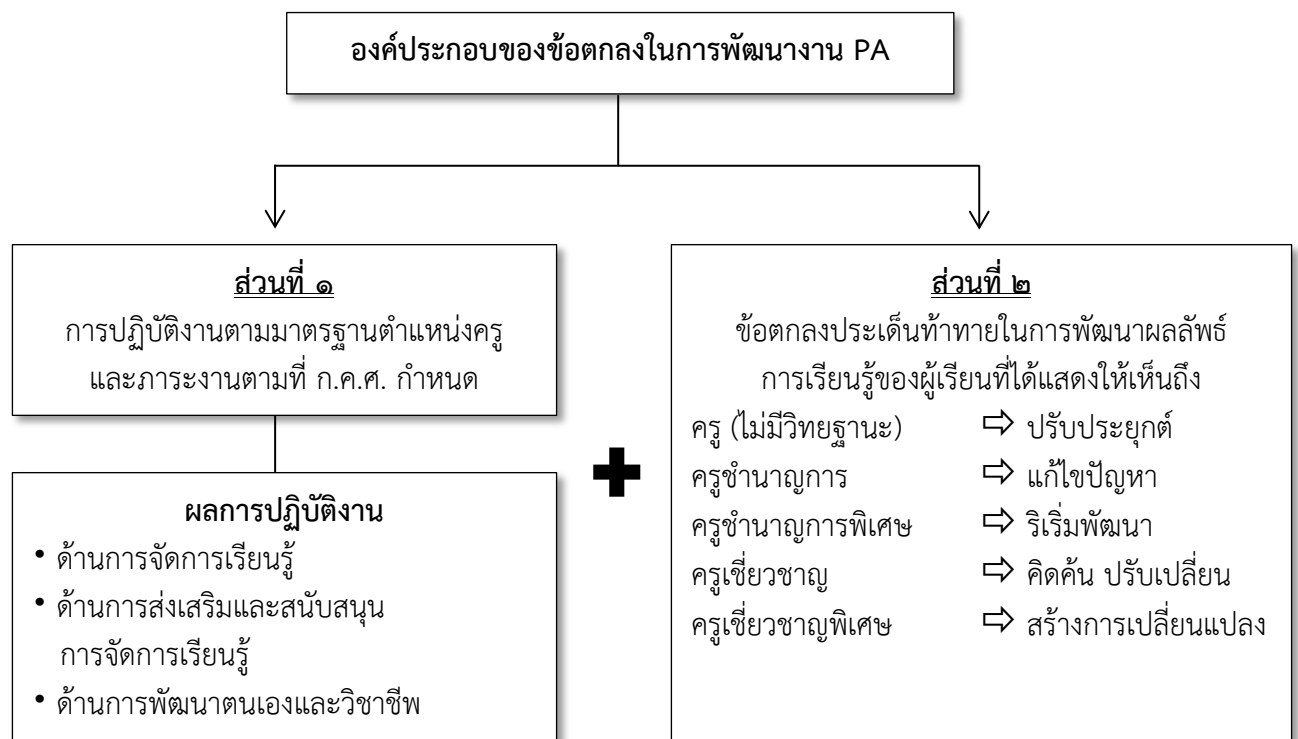 องค์ประกอบของข้อตกลงในการพัฒนางาน PA
ส่วนที่ ๑
การปฏิบัติงานตามมาตรฐานตำแหน่งครู
และภาระงานตามที่ ก.ค.ศ. กำหนด
ผลการปฏิบัติงาน
• ด้านการจัดการเรียนรู้
• ด้านการส่งเสริมและสนับสนุน
การจัดการเรียนรู้
• ด้านการพัฒนาตนเองและวิชาชีพ
ส่วนที่ ๒
ข้อตกลงประเด็นท้าทายในการพัฒนาผลลัพธ์
การเรียนรู้ของผู้เรียนที่ได้แสดงให้เห็นถึง
ครู (ไม่มีวิทยฐานะ) ⇨ ปรับประยุกต์
ครูชำนาญการ ⇨ แก้ไขปัญหา
ครูชำนาญการพิเศษ ⇨ ริเริ่มพัฒนา
ครูเชี่ยวชาญ ⇨ คิดค้น ปรับเปลี่ยน
ครูเชี่ยวชาญพิเศษ ⇨ สร้างการเปลี่ยนแปลง